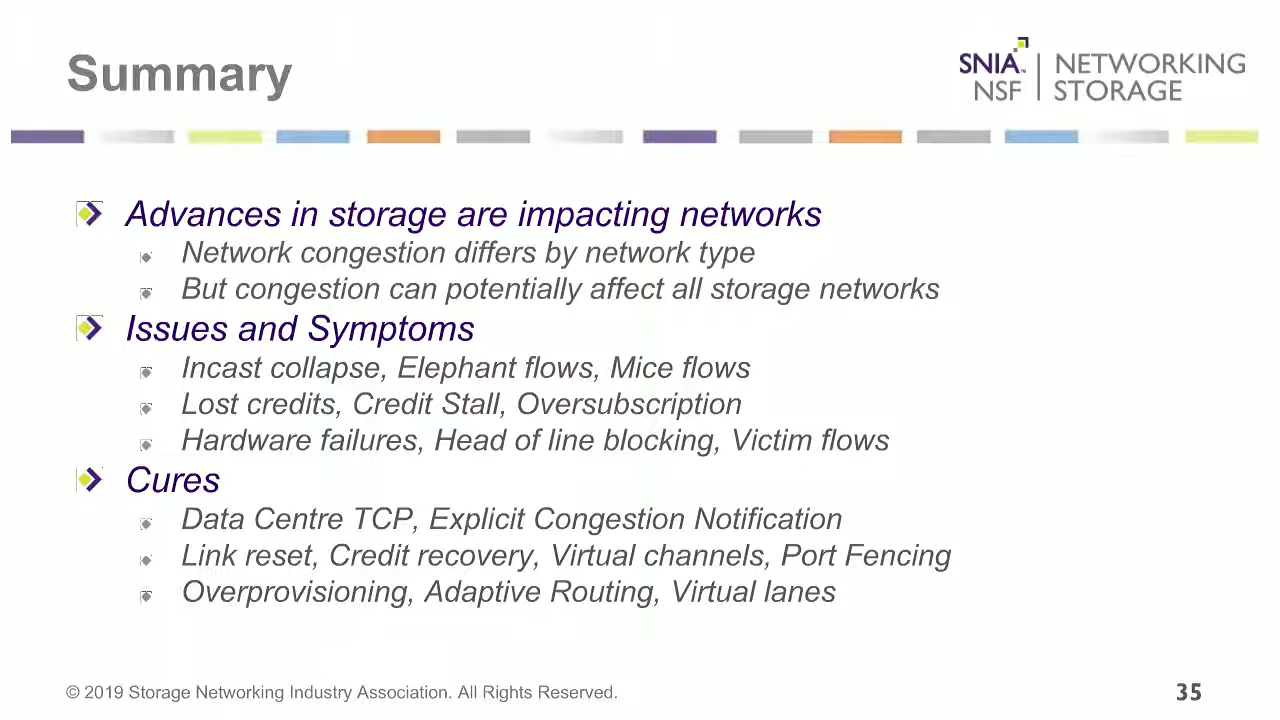 Summary
SNIA™ NSF | NETWORKING STORAGE
Advances in storage are impacting networks
Network congestion differs by network type
But congestion can potentially affect all storage networks
Issues and Symptoms
Incast collapse, Elephant flows, Mice flows
Lost credits, Credit Stall, Oversubscription
Hardware failures, Head of line blocking, Victim flows
Cures
Data Centre TCP, Explicit Congestion Notification
Link reset, Credit recovery, Virtual channels, Port Fencing
Overprovisioning, Adaptive Routing, Virtual lanes
© 2019 Storage Networking Industry Association. All Rights Reserved.
35